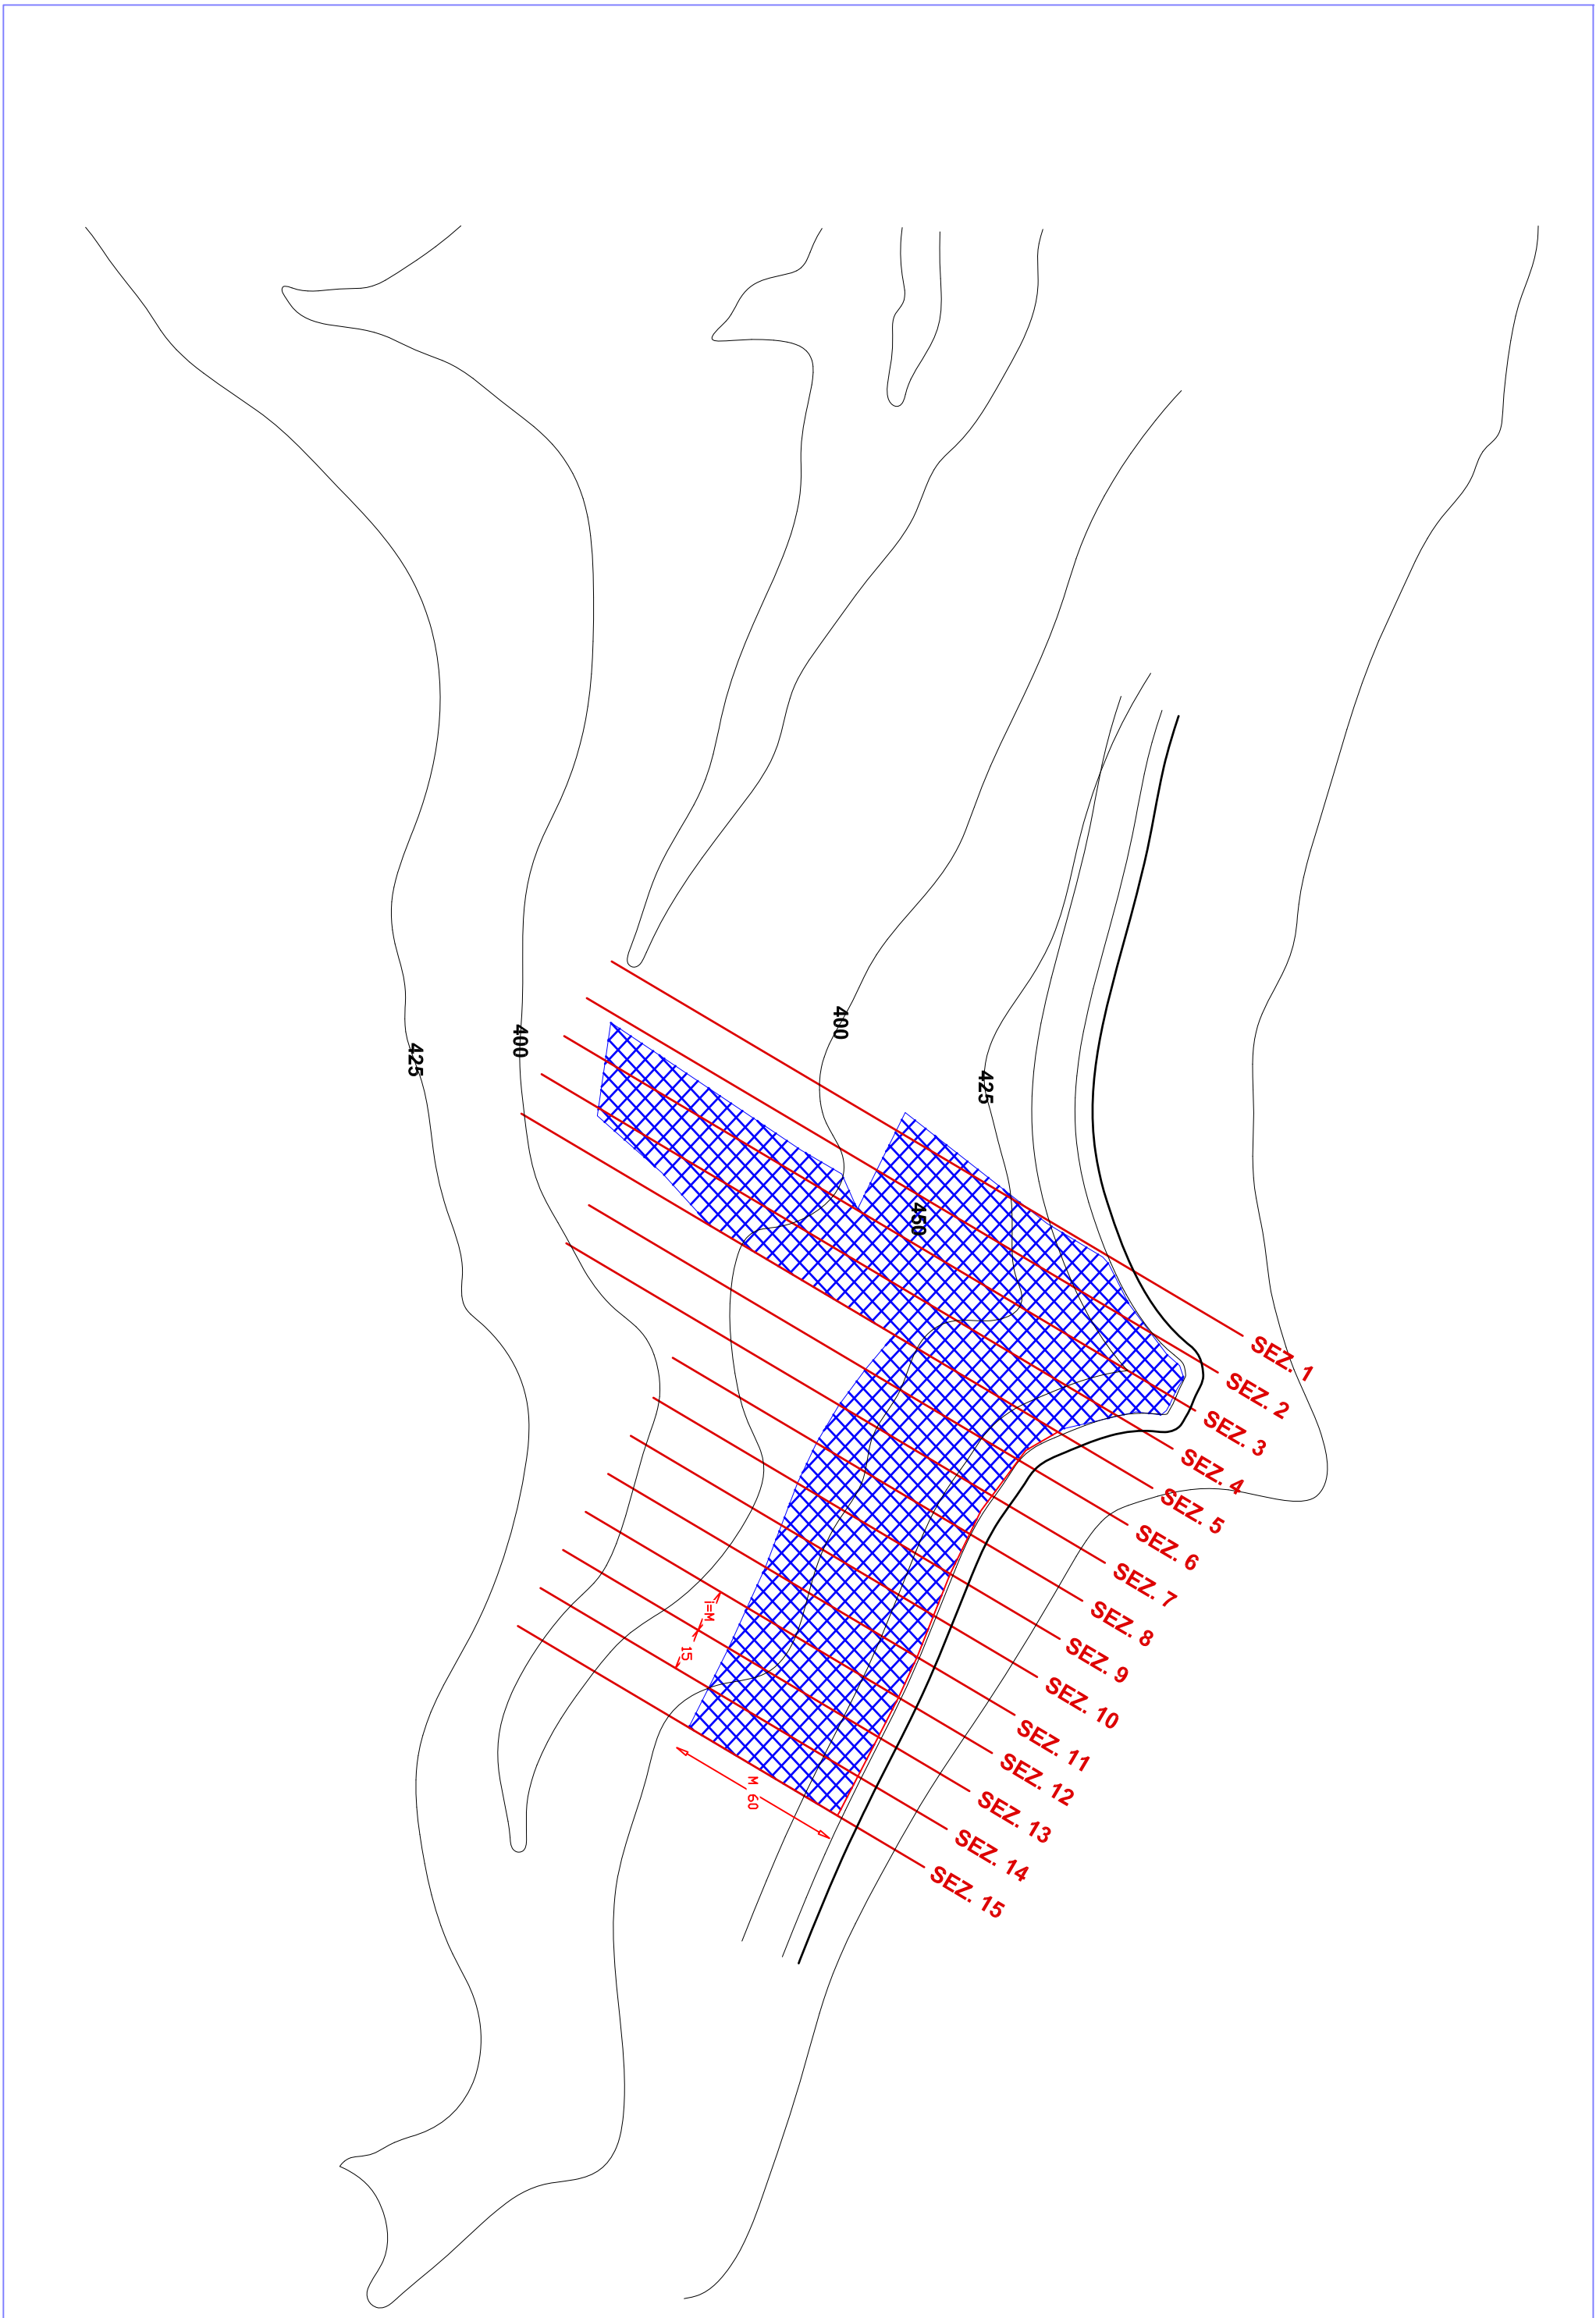 400
400
425
425
450
SEZ. 1
SEZ. 2
SEZ. 3
SEZ. 4
SEZ. 5
SEZ. 6
SEZ. 7
SEZ. 8
SEZ. 9
SEZ. 10
SEZ. 11
SEZ. 12
SEZ. 13
SEZ. 14
SEZ. 15
i=M
15
M 60